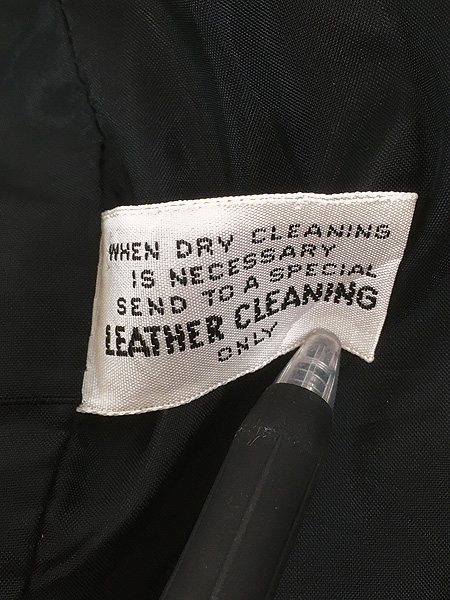 WHEN DRY CLEANING
IS NECESSARY
SEND TO A SPECIAL
LEATHER CLEANING
ONLY